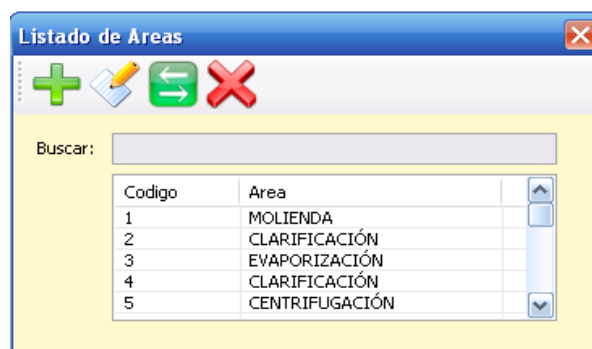 Listado de Areas
Buscar:
Codigo Area
1 MOLIENDA
2 CLARIFICACIÓN
3 EVAPORIZACIÓN
4 CLARIFICACIÓN
5 CENTRIFUGACIÓN